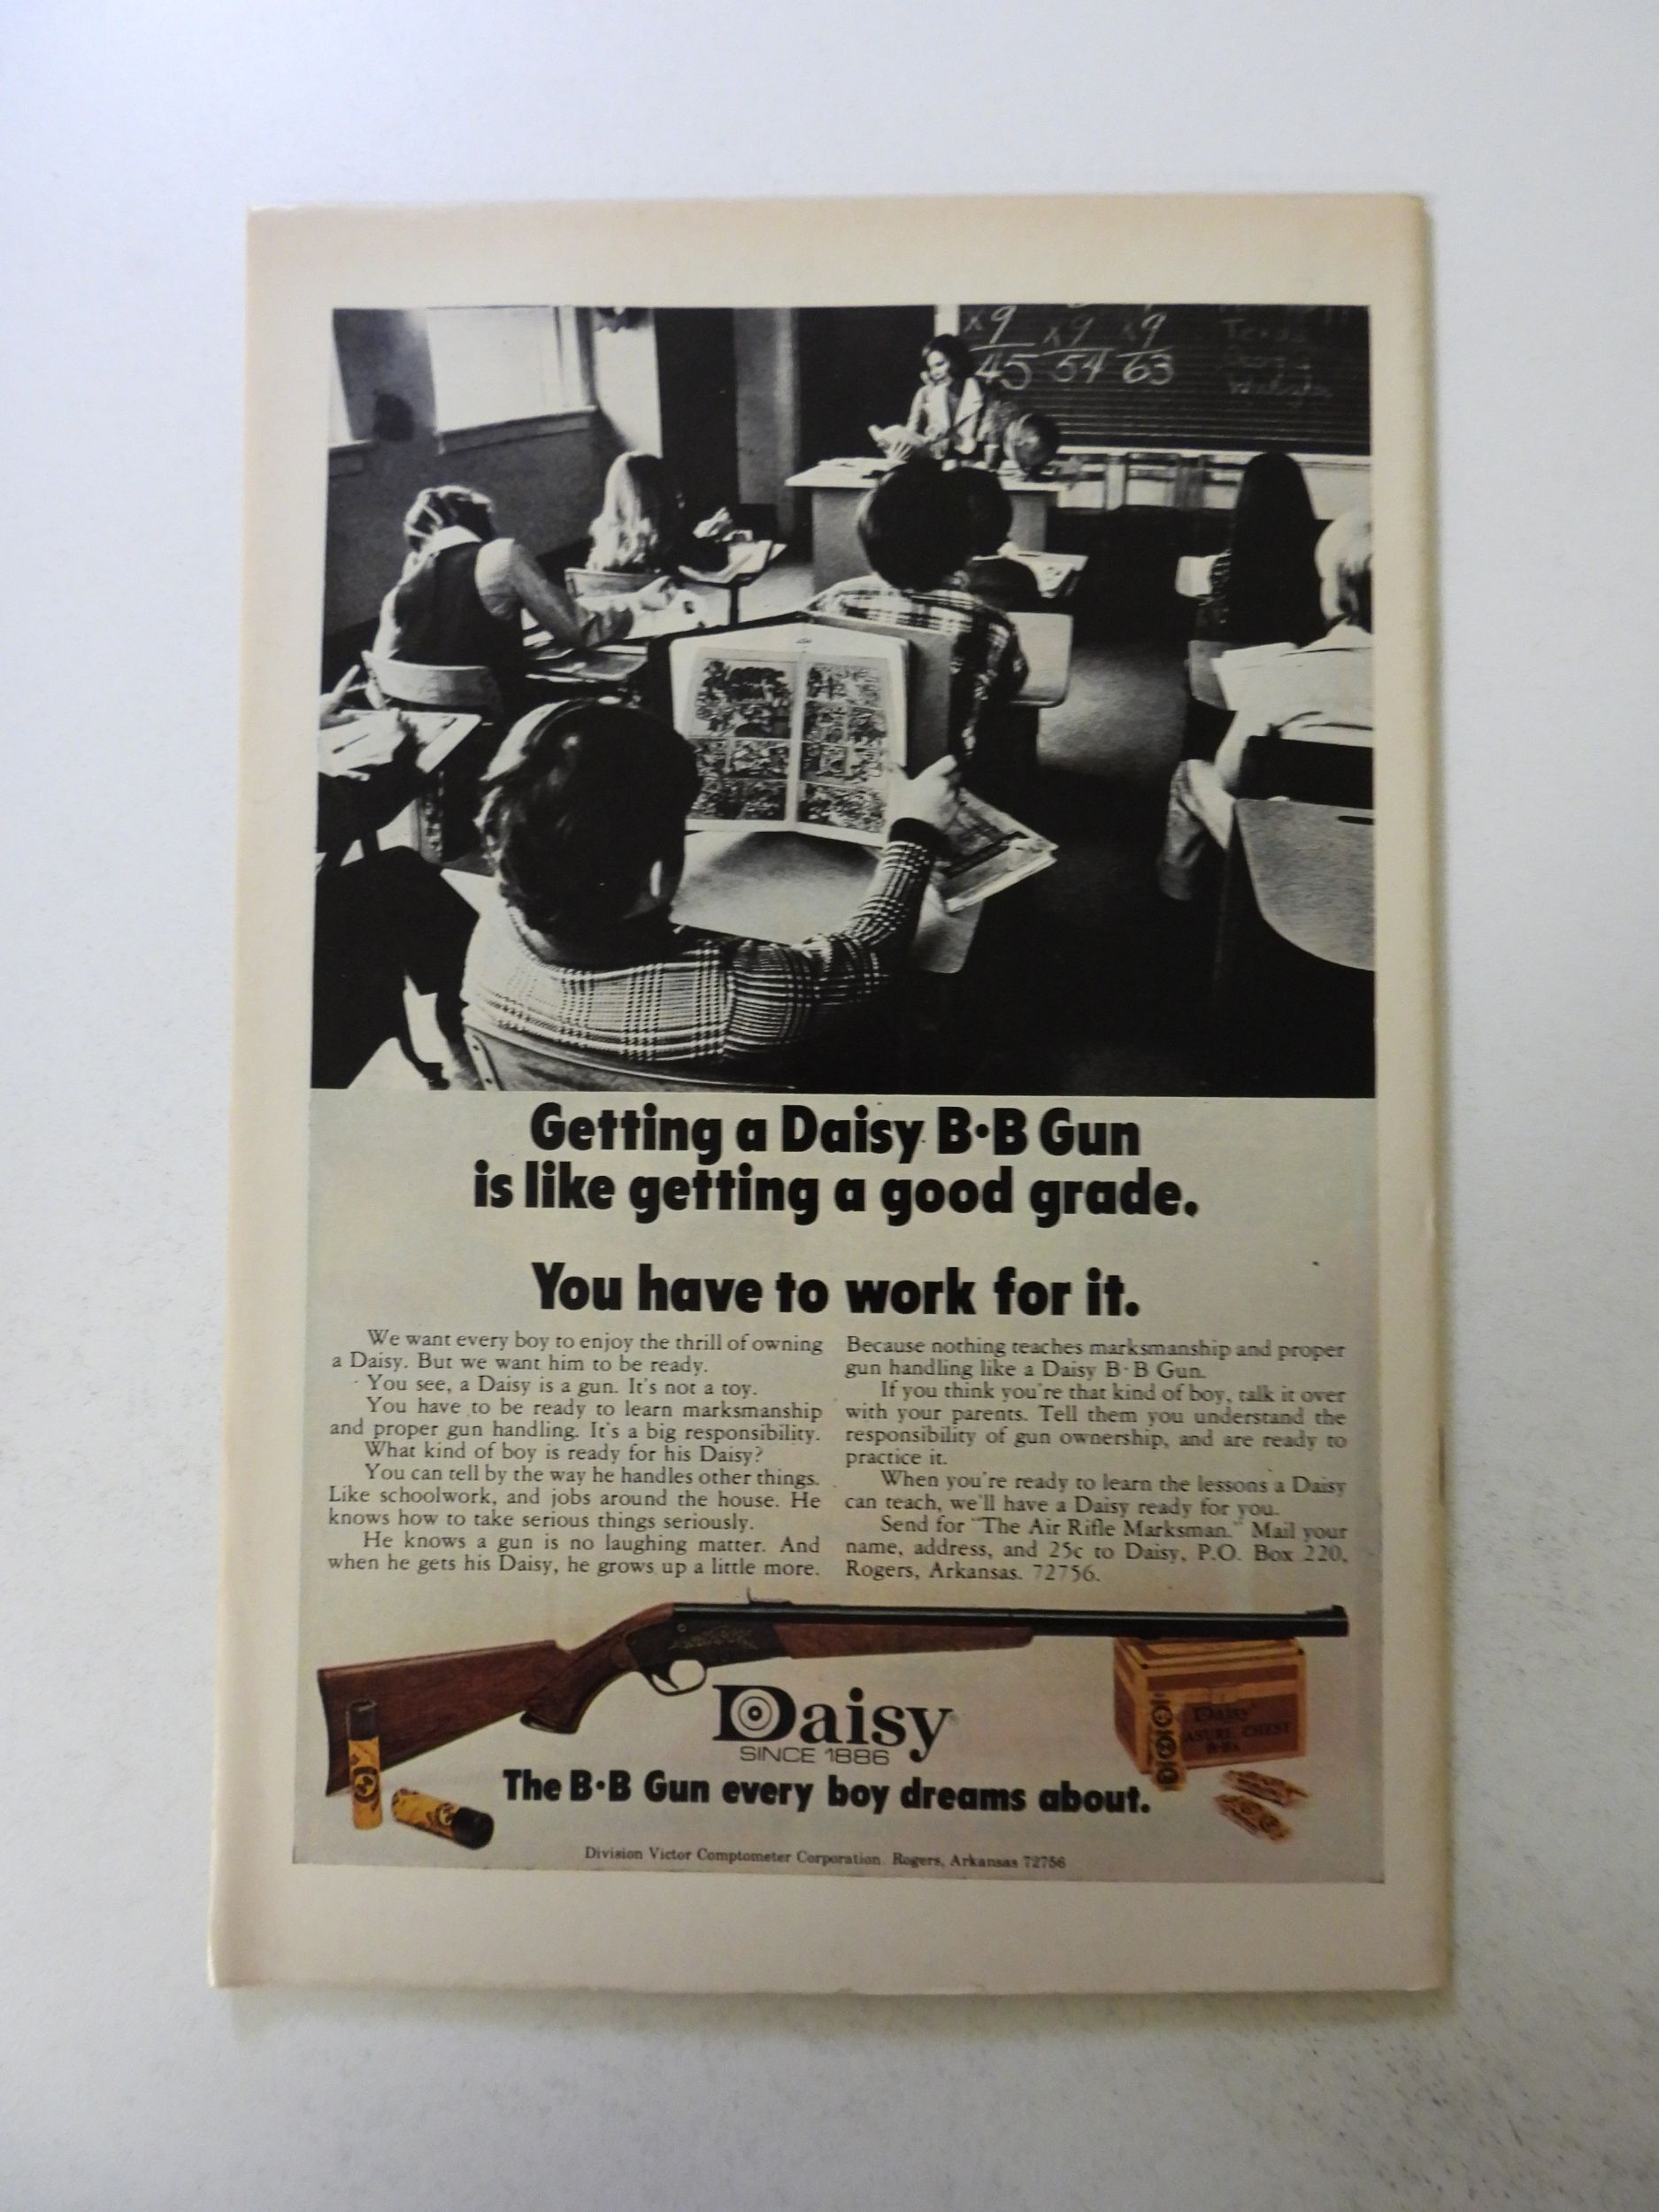 x9 x9 x9
45 54 63
Texas
Getting a Daisy B·B Gun
is like getting a good grade.
You have to work for it.
We want every boy to enjoy the thrill of owning
a Daisy. But we want him to be ready.
You see, a Daisy is a gun. It's not a toy.
You have to be ready to learn marksmanship
and proper gun handling. It's a big responsibility.
What kind of boy is ready for his Daisy?
You can tell by the way he handles other things.
Like schoolwork, and jobs around the house. He
knows how to take serious things seriously.
He knows a gun is no laughing matter. And
when he gets his Daisy, he grows up a little more.
Because nothing teaches marksmanship and proper
gun handling like a Daisy B·B Gun.
If you think you're that kind of boy, talk it over
with your parents. Tell them you understand the
responsibility of gun ownership, and are ready to
practice it.
When you're ready to learn the lessons a Daisy
can teach, we'll have a Daisy ready for you.
Send for "The Air Rifle Marksman." Mail your
name, address, and 25c to Daisy, P.O. Box 220,
Rogers, Arkansas. 72756.
Daisy
SINCE 1886
Daisy
CHEST
The B·B Gun every boy dreams about.
Division Victor Comptometer Corporation. Rogers, Arkansas 72756